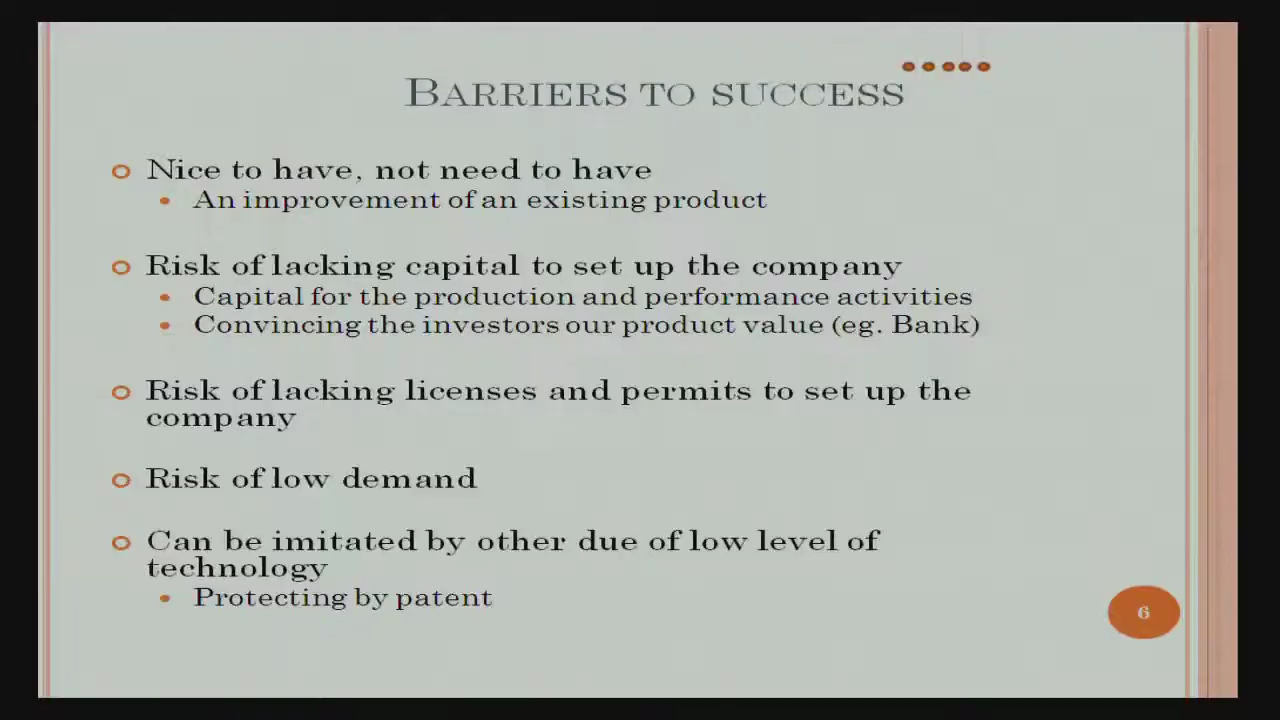 BARRIERS TO SUCCESS
Nice to have, not need to have
An improvement of an existing product
Risk of lacking capital to set up the company
Capital for the production and performance activities
Convincing the investors our product value (eg. Bank)
Risk of lacking licenses and permits to set up the
company
Risk of low demand
Can be imitated by other due of low level of
technology
Protecting by patent
6